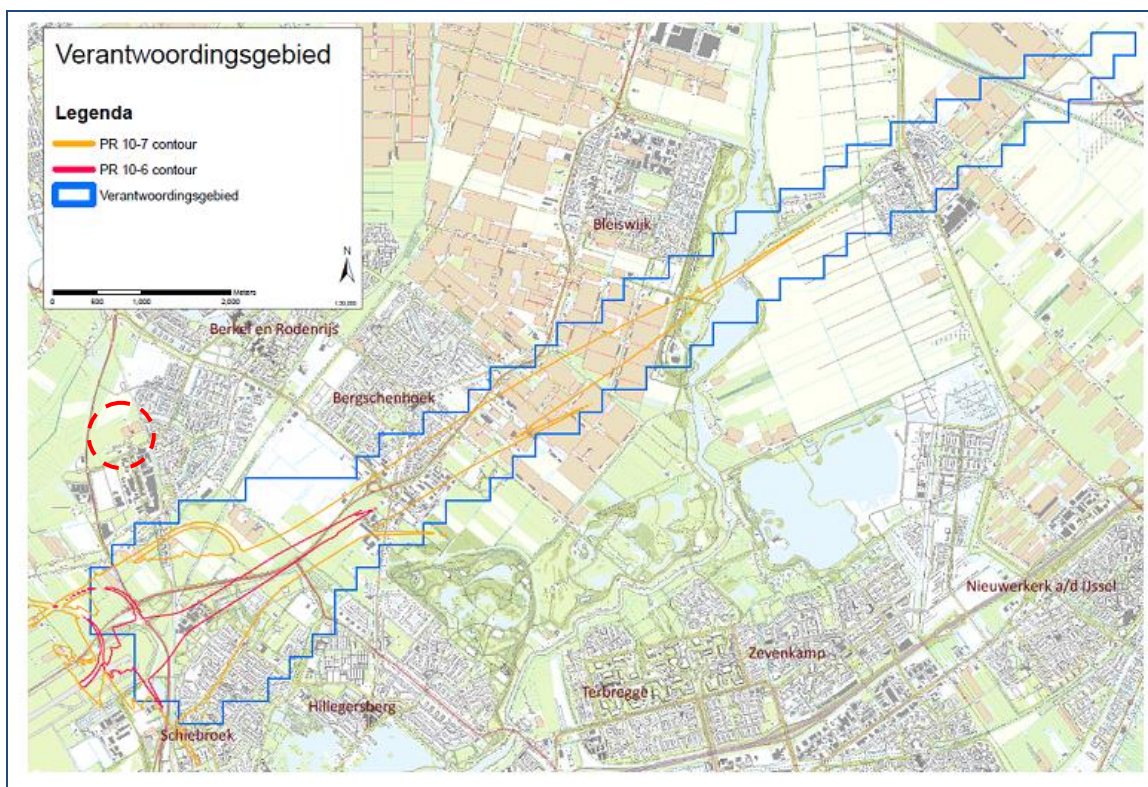 Verantwoordingsgebied
Legenda
PR 10-7 contour
PR 10-6 contour
Verantwoordingsgebied
N
Meters
0 500 1,000 2,000
Bleiswijk
Berkel en Rodenrijs
Bergschenhoek
Nieuwerkerk a/d IJssel
Zevenkamp
Terbregge
Hillegersberg
Schiebroek